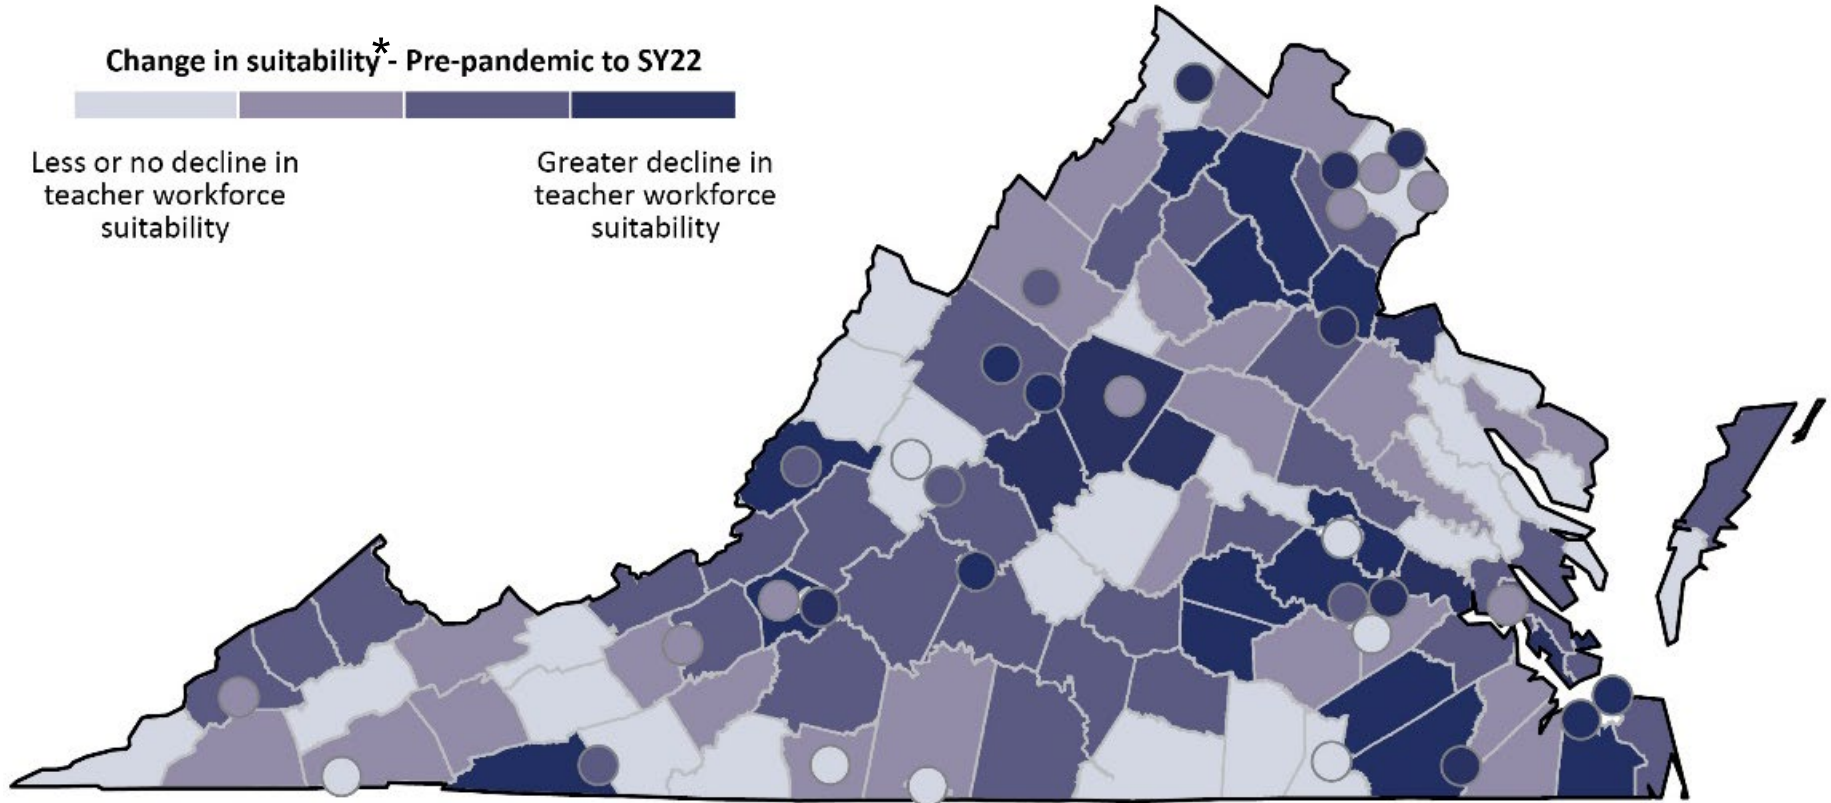 Change in suitability* - Pre-pandemic to SY22
Less or no decline in
teacher workforce
suitability
Greater decline in
teacher workforce
suitability